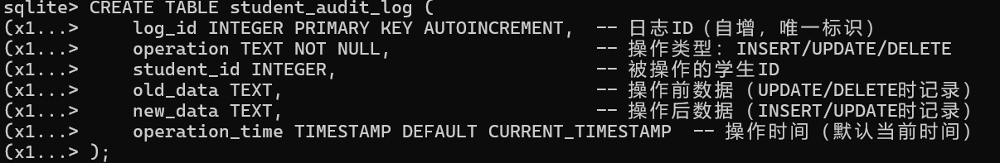 sqlite> CREATE TABLE student_audit_log (
(x1...>     log_id INTEGER PRIMARY KEY AUTOINCREMENT,  -- 日志ID（自增，唯一标识）
(x1...>     operation TEXT NOT NULL,                   -- 操作类型：INSERT/UPDATE/DELETE
(x1...>     student_id INTEGER,                        -- 被操作的学生ID
(x1...>     old_data TEXT,                             -- 操作前数据（UPDATE/DELETE时记录）
(x1...>     new_data TEXT,                             -- 操作后数据（INSERT/UPDATE时记录）
(x1...>     operation_time TIMESTAMP DEFAULT CURRENT_TIMESTAMP  -- 操作时间（默认当前时间）
(x1...> );